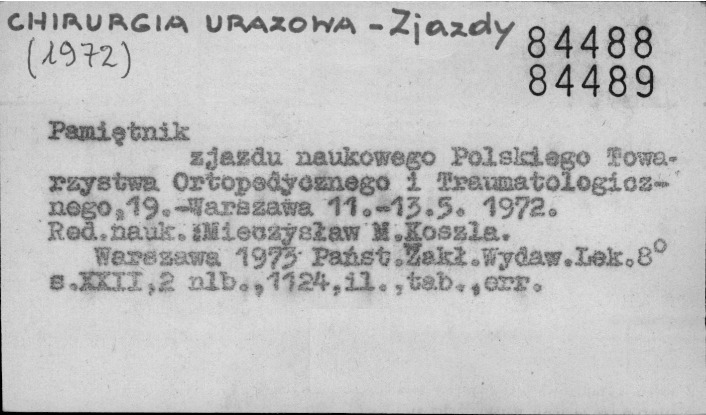 CHIRURGIA URAZOWA - Zjazdy
(1972)
84488
84489
Pamiętnik
zjazdu naukowego Polskiego Towa-
rzystwa Ortopedycznego i Traumatologicz-
nego,19.-Warszawa 11.-13.5. 1972.
Red.nauk.:Mieczysław M.Koszla.
Warszawa 1973 Państ.Zakł.Wydaw.Lek.8°
s.XXII,2 nlb.,1124,il.,tab.,err.